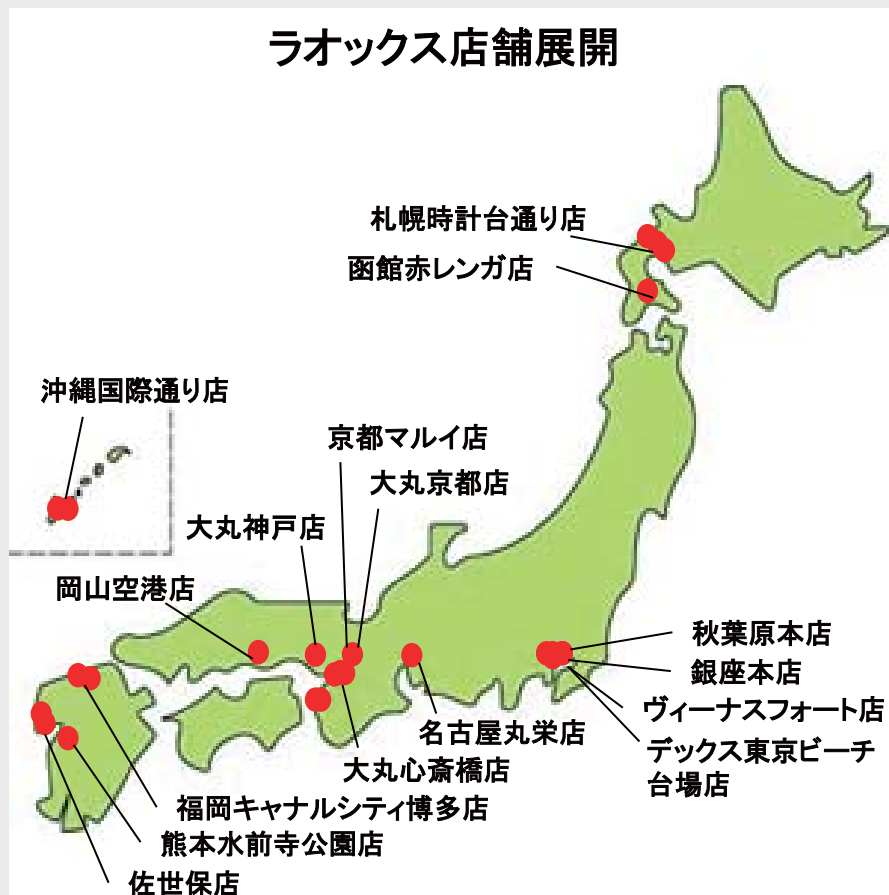 ラオックス店舗展開
札幌時計台通り店
函館赤レンガ店
沖縄国際通り店
京都マルイ店
大丸京都店
大丸神戸店
岡山空港店
秋葉原本店
銀座本店
ヴィーナスフォート店
デックス東京ビーチ
台場店
名古屋丸栄店
大丸心斎橋店
福岡キャナルシティ博多店
熊本水前寺公園店
佐世保店